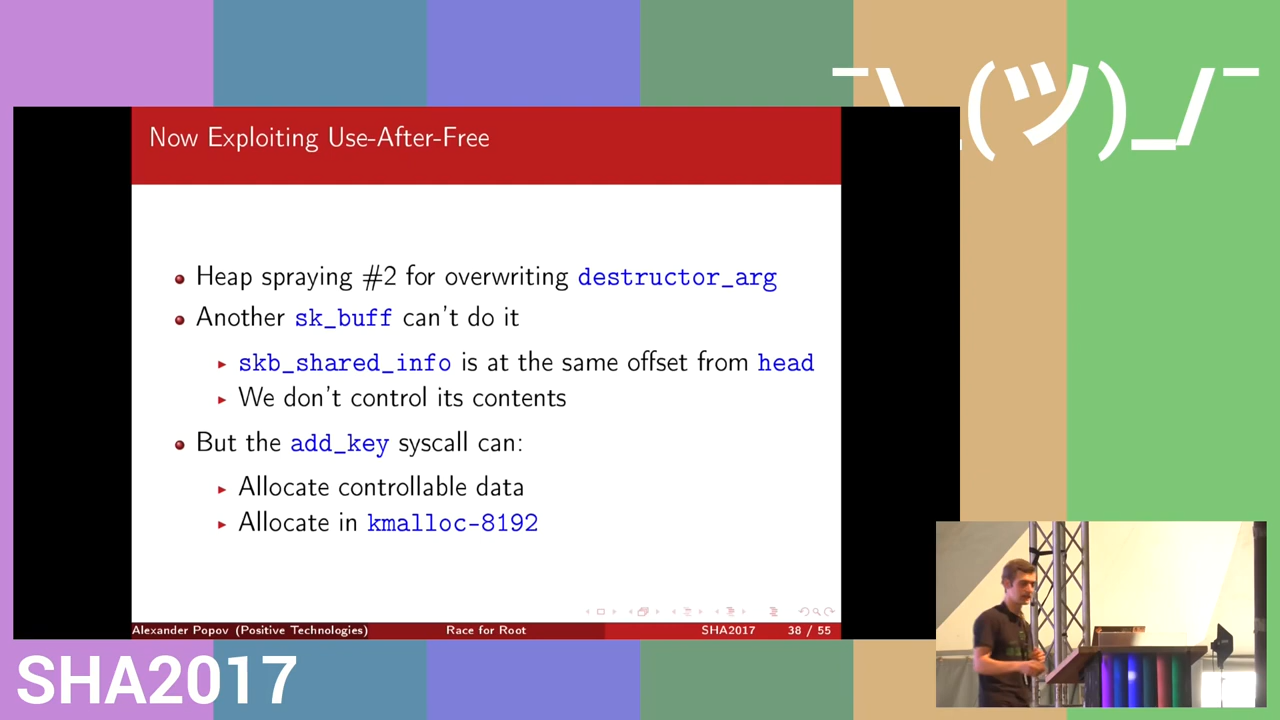 ¯\_(ツ)_/¯
Now Exploiting Use-After-Free
Heap spraying #2 for overwriting destructor_arg
Another sk_buff can't do it
skb_shared_info is at the same offset from head
We don't control its contents
But the add_key syscall can:
Allocate controllable data
Allocate in kmalloc-8192
Alexander Popov (Positive Technologies) Race for Root SHA2017 38 / 55
SHA2017